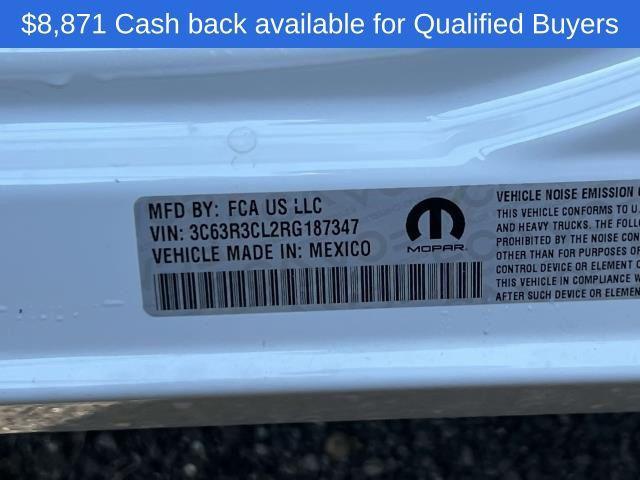 $8,871 Cash back available for Qualified Buyers
MFD BY: FCA US LLC
VIN: 3C63R3CL2RG187347
VEHICLE MADE IN: MEXICO
MOPAR
VEHICLE NOISE EMISSION
THIS VEHICLE CONFORMS TO U.
AND HEAVY TRUCKS. THE
PROHIBITED BY THE NOISE CON
OTHER THAN FOR PURPOSES OF
CONTROL DEVICE OR ELEMENT O
THIS VEHICLE IN COMPLIANCE W
AFTER SUCH DEVICE OR ELEMEN